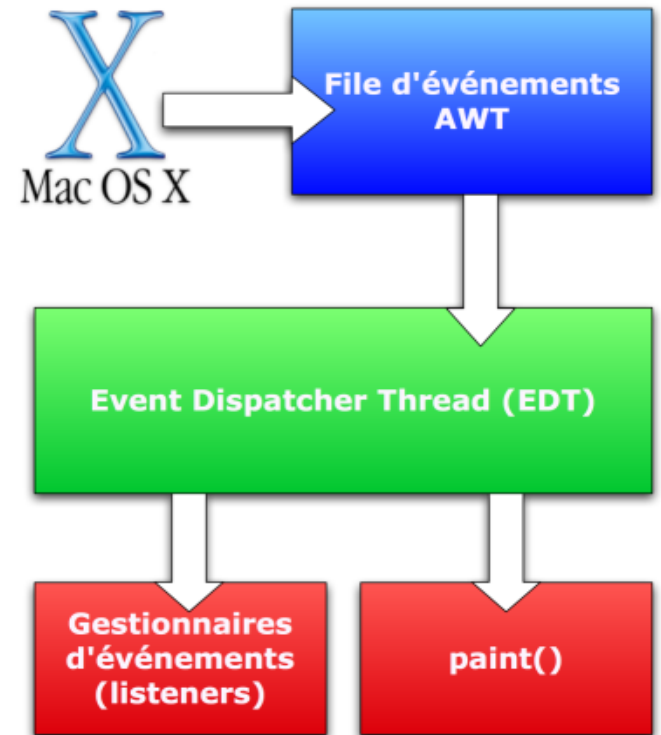 X
Mac OS X
File d'événements
AWT
Event Dispatcher Thread (EDT)
Gestionnaires
d'événements
(listeners)
paint()